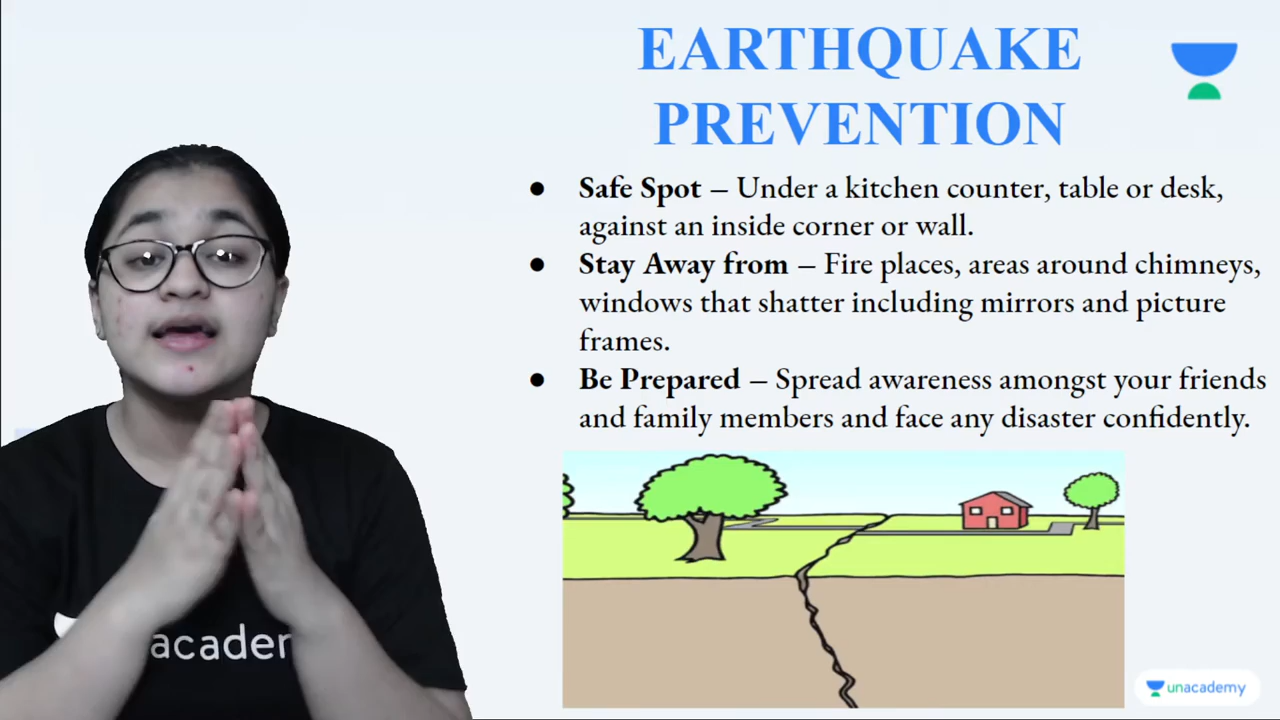 EARTHQUAKE
PREVENTION
● Safe Spot – Under a kitchen counter, table or desk,
against an inside corner or wall.
● Stay Away from – Fire places, areas around chimneys,
windows that shatter including mirrors and picture
frames.
● Be Prepared – Spread awareness amongst your friends
and family members and face any disaster confidently.
academ
unacademy